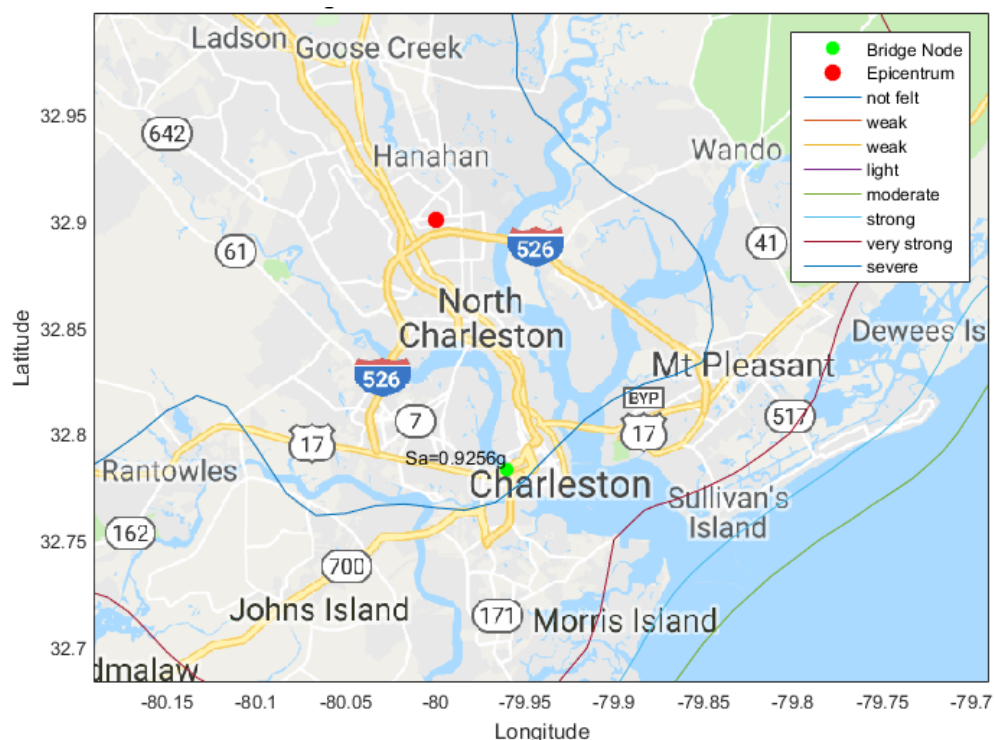 Ladson
Goose Creek
Bridge Node
Epicentrum
not felt
weak
weak
light
moderate
strong
very strong
severe
32.95
642
Hanahan
Wando
32.9
61
526
41
North
Charleston
32.85
Dewees Is
Mt Pleasant
526
BYP
7
517
32.8
17
17
Sa=0.9256g
Rantowles
Charleston
Sullivan's
Island
162
32.75
700
Johns Island
171
Morris Island
32.7
dmalaw
-80.15
-80.1
-80.05
-80
-79.95
-79.9
-79.85
-79.8
-79.75
-79.7
Longitude
Latitude